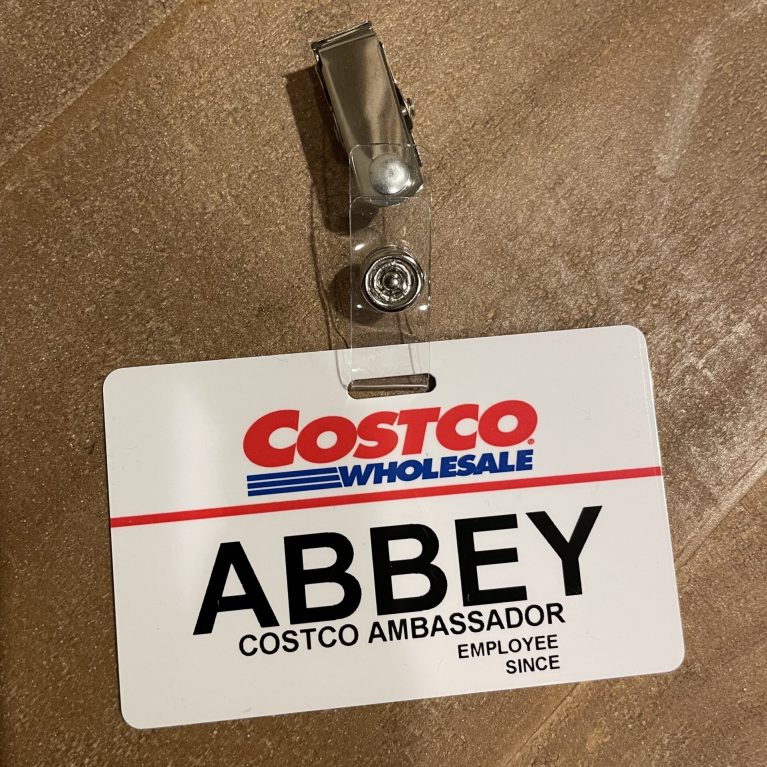 COSTCO®
WHOLESALE
ABBEY
COSTCO AMBASSADOR
EMPLOYEE
SINCE